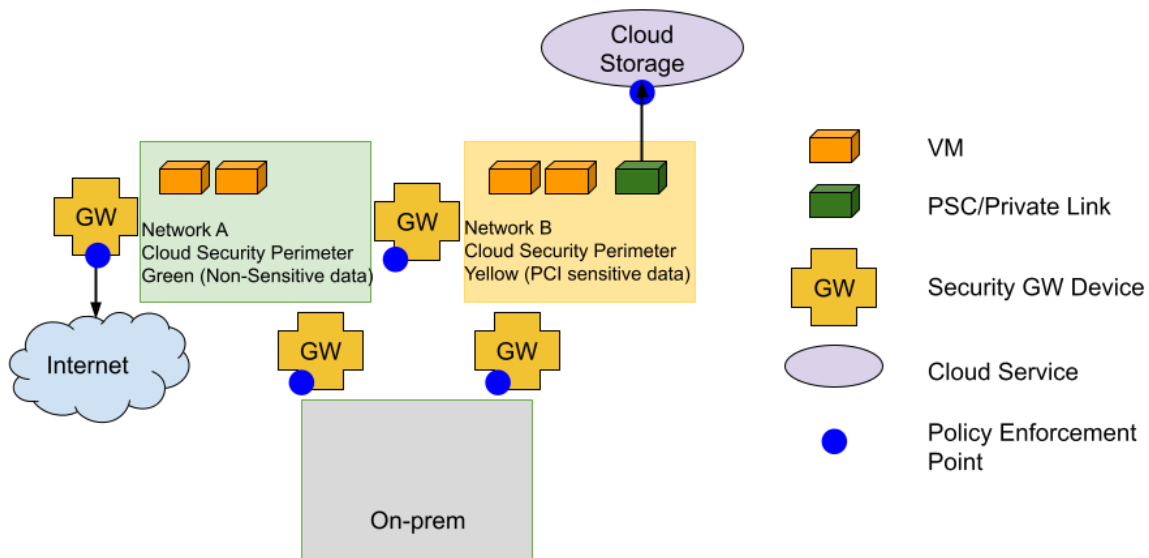 Cloud
Storage
GW
Network A
Cloud Security Perimeter
Green (Non-Sensitive data)
GW
Network B
Cloud Security Perimeter
Yellow (PCI sensitive data)
Internet
GW
GW
On-prem
VM
PSC/Private Link
GW
Security GW Device
Cloud Service
Policy Enforcement
Point